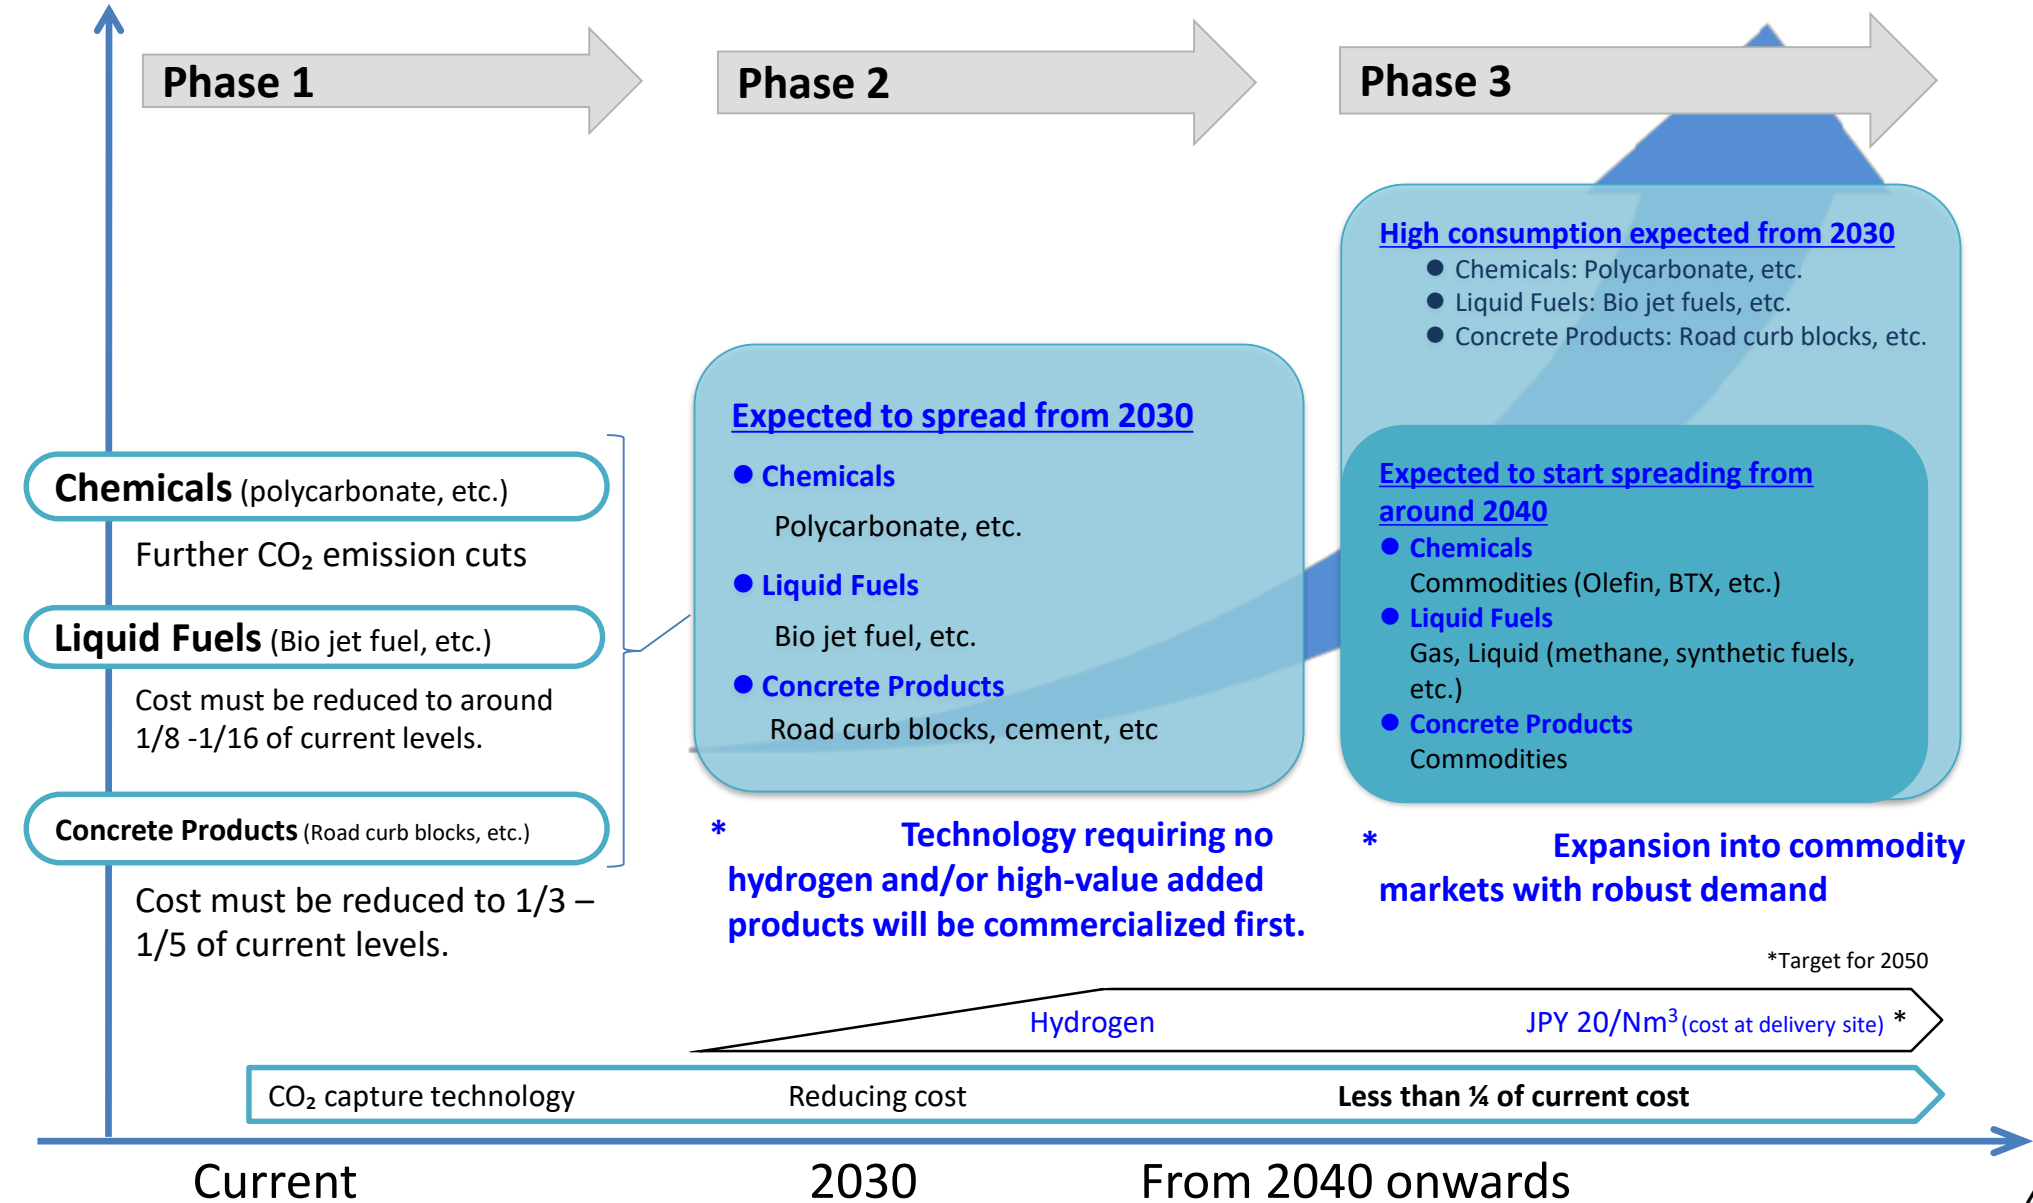 Phase 1
Phase 2
Phase 3
Chemicals (polycarbonate, etc.)
Further CO₂ emission cuts
Liquid Fuels (Bio jet fuel, etc.)
Cost must be reduced to around
1/8 -1/16 of current levels.
Concrete Products (Road curb blocks, etc.)
Cost must be reduced to 1/3 –
1/5 of current levels.
Expected to spread from 2030
● Chemicals
Polycarbonate, etc.
● Liquid Fuels
Bio jet fuel, etc.
● Concrete Products
Road curb blocks, cement, etc
* Technology requiring no
hydrogen and/or high-value added
products will be commercialized first.
High consumption expected from 2030
● Chemicals: Polycarbonate, etc.
● Liquid Fuels: Bio jet fuels, etc.
● Concrete Products: Road curb blocks, etc.
Expected to start spreading from
around 2040
● Chemicals
Commodities (Olefin, BTX, etc.)
● Liquid Fuels
Gas, Liquid (methane, synthetic fuels,
etc.)
● Concrete Products
Commodities
* Expansion into commodity
markets with robust demand
*Target for 2050
Hydrogen JPY 20/Nm³ (cost at delivery site) *
CO₂ capture technology Reducing cost Less than ¼ of current cost
Current 2030 From 2040 onwards